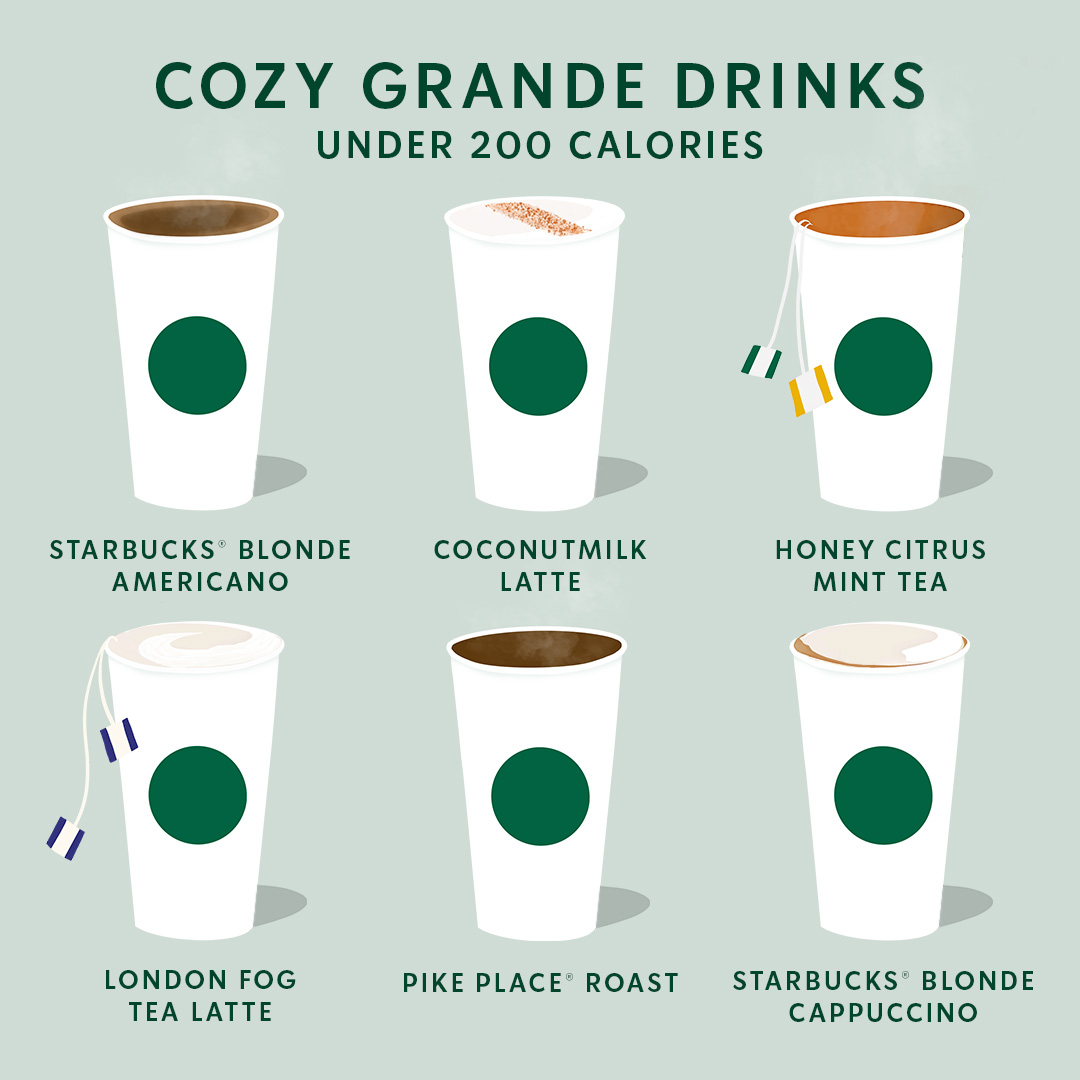 COZY GRANDE DRINKS
UNDER 200 CALORIES
STARBUCKS® BLONDE
AMERICANO
COCONUTMILK
LATTE
HONEY CITRUS
MINT TEA
LONDON FOG
TEA LATTE
PIKE PLACE® ROAST
STARBUCKS® BLONDE
CAPPUCCINO